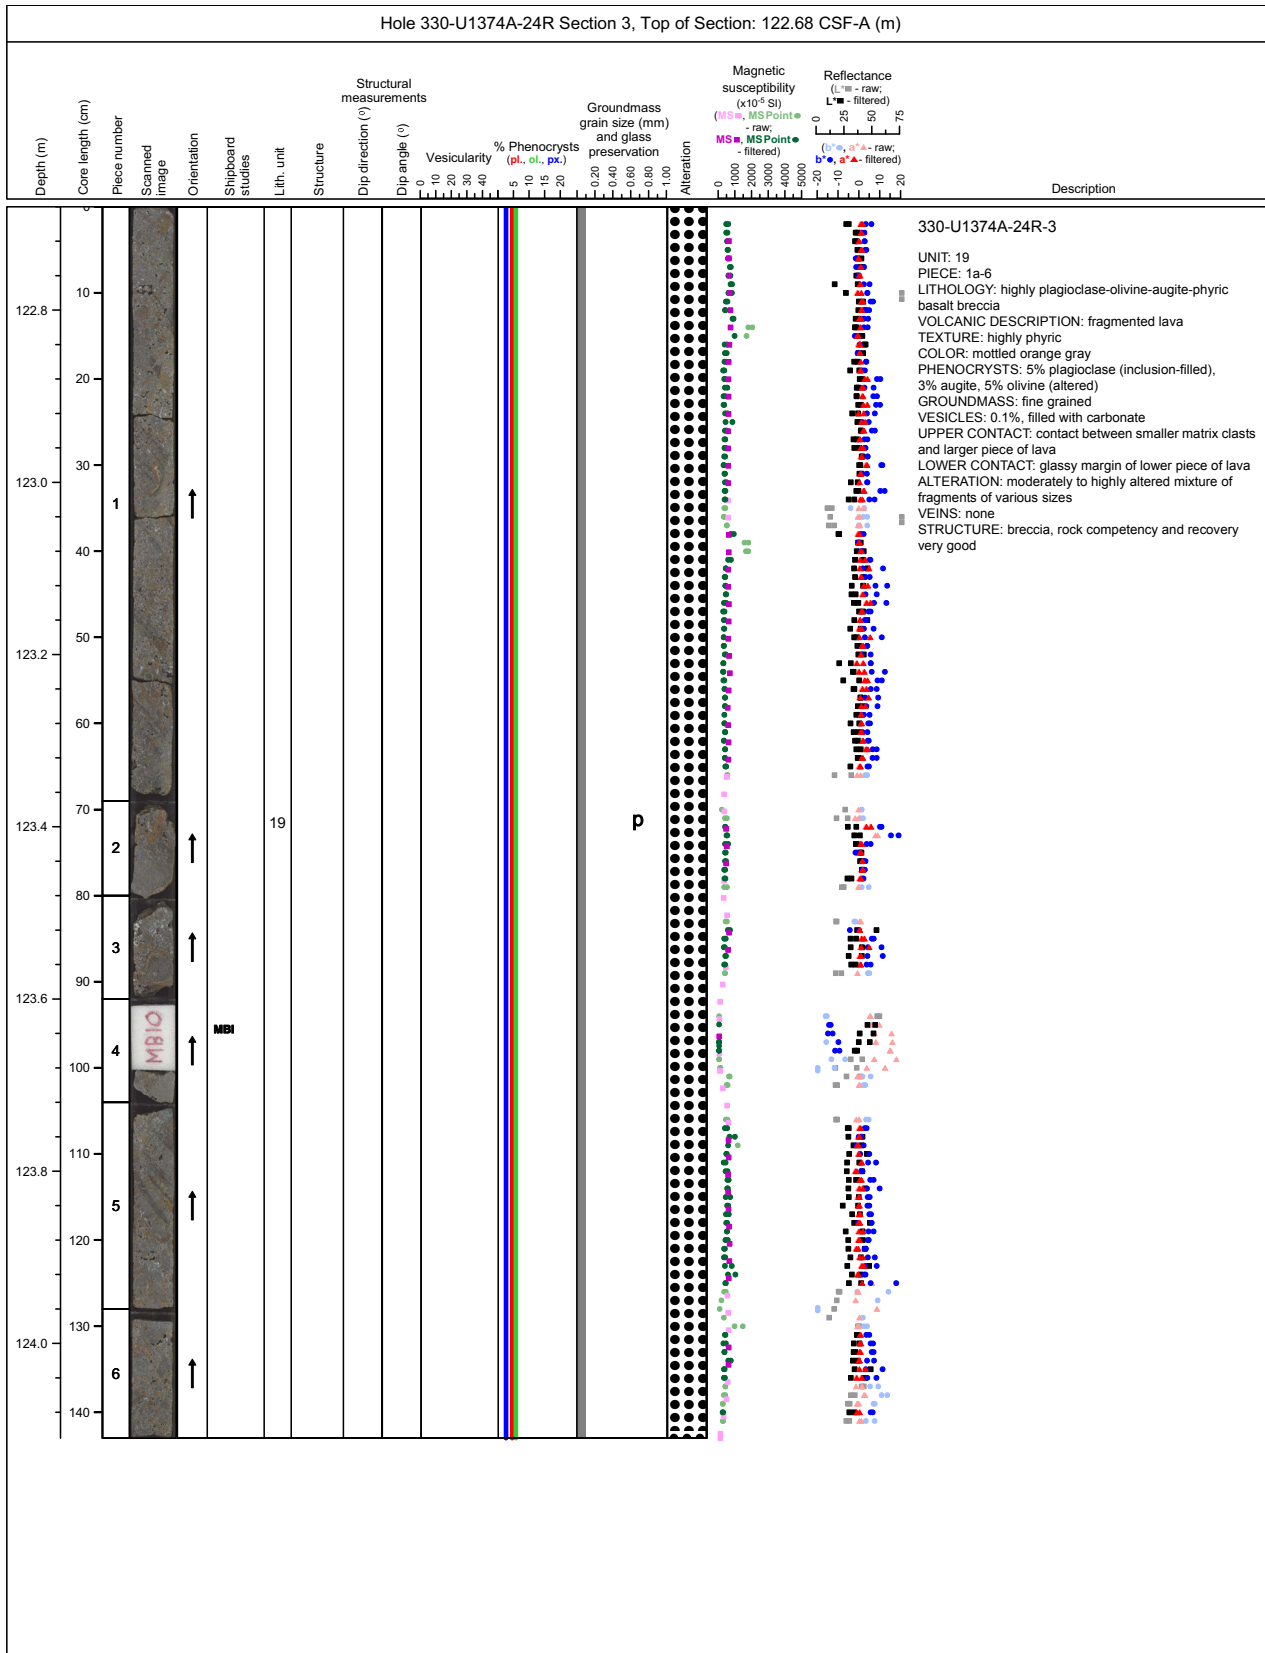 Hole 330-U1374A-24R Section 3, Top of Section: 122.68 CSF-A (m)
Depth (m)
Core length (cm)
Piece number
Scanned
image
Orientation
Shipboard
studies
Lith. unit
Structure
Structural
measurements
Dip direction (°)
Dip angle (°)
Vesicularity
0 10 20 30 40
% Phenocrysts
(pl., ol., px.)
5 10 15 20
Groundmass
grain size (mm)
and glass
preservation
0.20 0.40 0.60 0.80 1.00
Alteration
Magnetic
susceptibility
(x10-5 SI)
(MS■, MSPoint●
- raw;
MS■, MSPoint●
- filtered)
0 1000 2000 3000 4000 5000
Reflectance
(L*■ - raw;
L*■ - filtered)
0 25 50 75
(b*●, a*▲- raw;
b*●, a*▲- filtered)
-20 -10 0 10 20
Description
0
10
20
30
40
50
60
70
80
90
100
110
120
130
140
122.8
123.0
123.2
123.4
123.6
123.8
124.0
1
2
3
4
5
6
MBIO
MBI
19
p
330-U1374A-24R-3
UNIT: 19
PIECE: 1a-6
LITHOLOGY: highly plagioclase-olivine-augite-phyric
basalt breccia
VOLCANIC DESCRIPTION: fragmented lava
TEXTURE: highly phyric
COLOR: mottled orange gray
PHENOCRYSTS: 5% plagioclase (inclusion-filled),
3% augite, 5% olivine (altered)
GROUNDMASS: fine grained
VESICLES: 0.1%, filled with carbonate
UPPER CONTACT: contact between smaller matrix clasts
and larger piece of lava
LOWER CONTACT: glassy margin of lower piece of lava
ALTERATION: moderately to highly altered mixture of
fragments of various sizes
VEINS: none
STRUCTURE: breccia, rock competency and recovery
very good